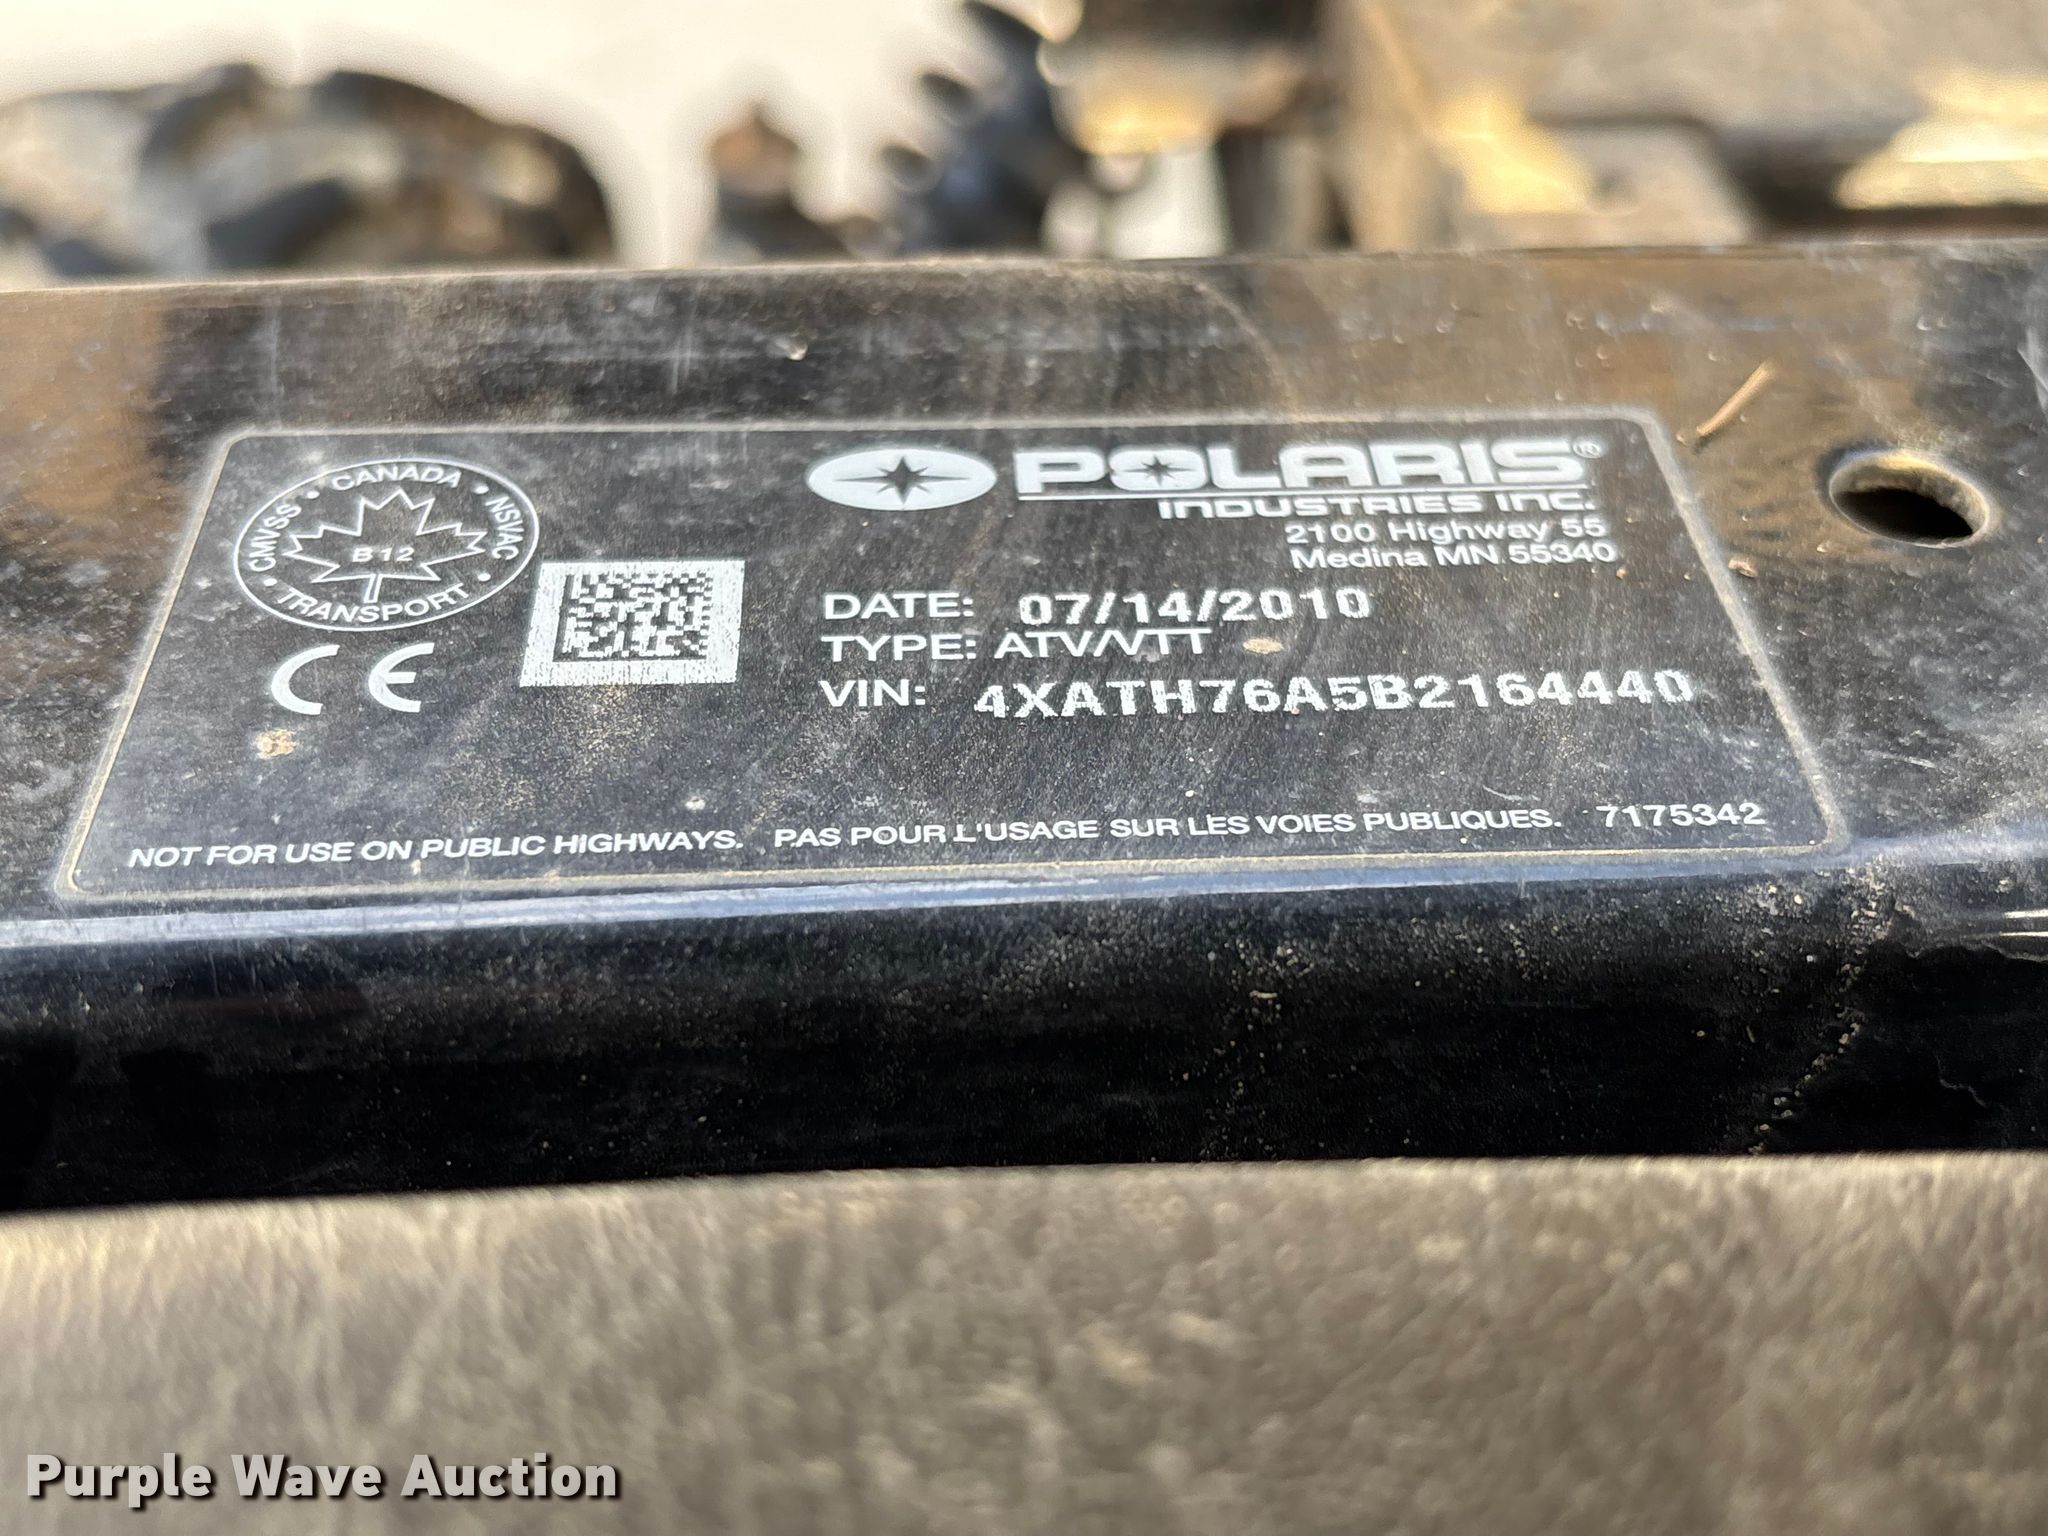 CANADA
CMVSS
NSVAC
B12
TRANSPORT
CE
POLARIS®
INDUSTRIES INC.
2100 Highway 55
Medina MN 55340
DATE: 07/14/2010
TYPE: ATV/VTT
VIN: 4XATH76A5B2164440
NOT FOR USE ON PUBLIC HIGHWAYS. PAS POUR L'USAGE SUR LES VOIES PUBLIQUES. 7175342
Purple Wave Auction